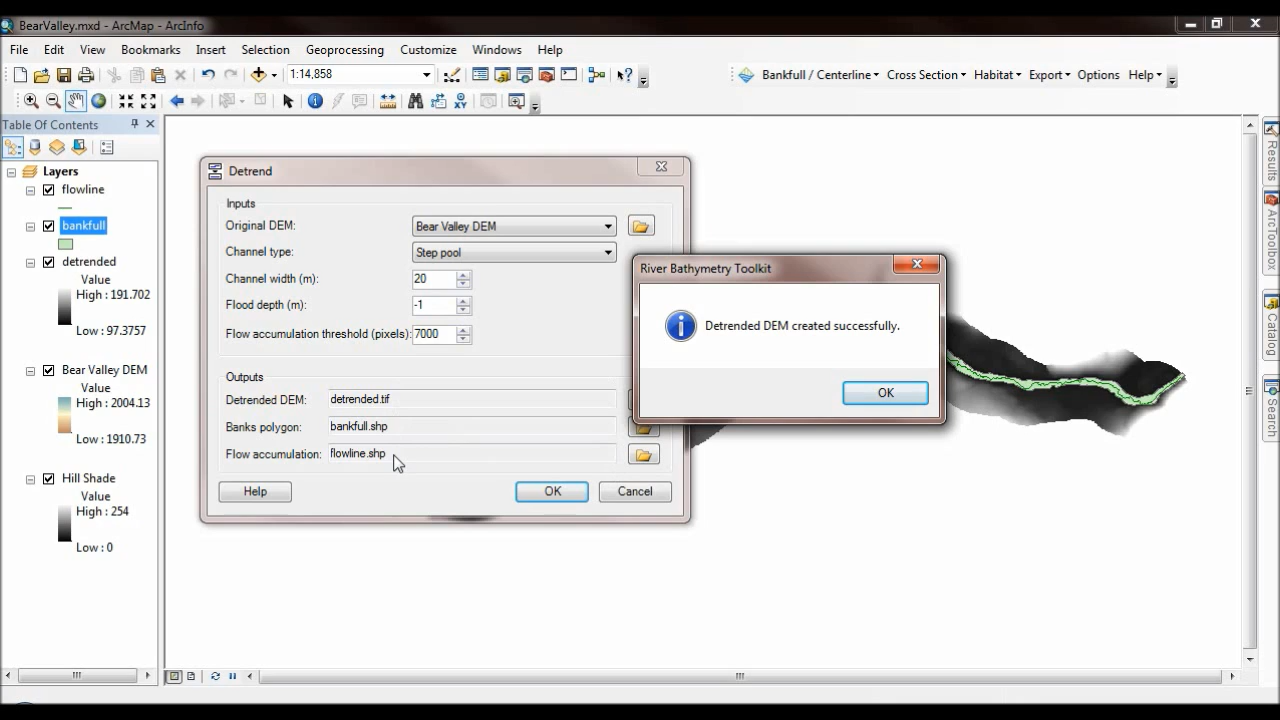 BearValley.mxd - ArcMap - ArcInfo
File Edit View Bookmarks Insert Selection Geoprocessing Customize Windows Help
1:14,858
Bankfull / Centerline Cross Section Habitat Export Options Help
Table Of Contents
Layers
flowline
bankfull
detrended
Value
High : 191.702
Low : 97.3757
Bear Valley DEM
Value
High : 2004.13
Low : 1910.73
Hill Shade
Value
High : 254
Low : 0
Detrend
Inputs
Original DEM: Bear Valley DEM
Channel type: Step pool
Channel width (m): 20
Flood depth (m): -1
Flow accumulation threshold (pixels): 7000
Outputs
Detrended DEM: detrended.tif
Banks polygon: bankfull.shp
Flow accumulation: flowline.shp
Help OK Cancel
River Bathymetry Toolkit
Detrended DEM created successfully.
OK
Results
ArcToolbox
Catalog
Search